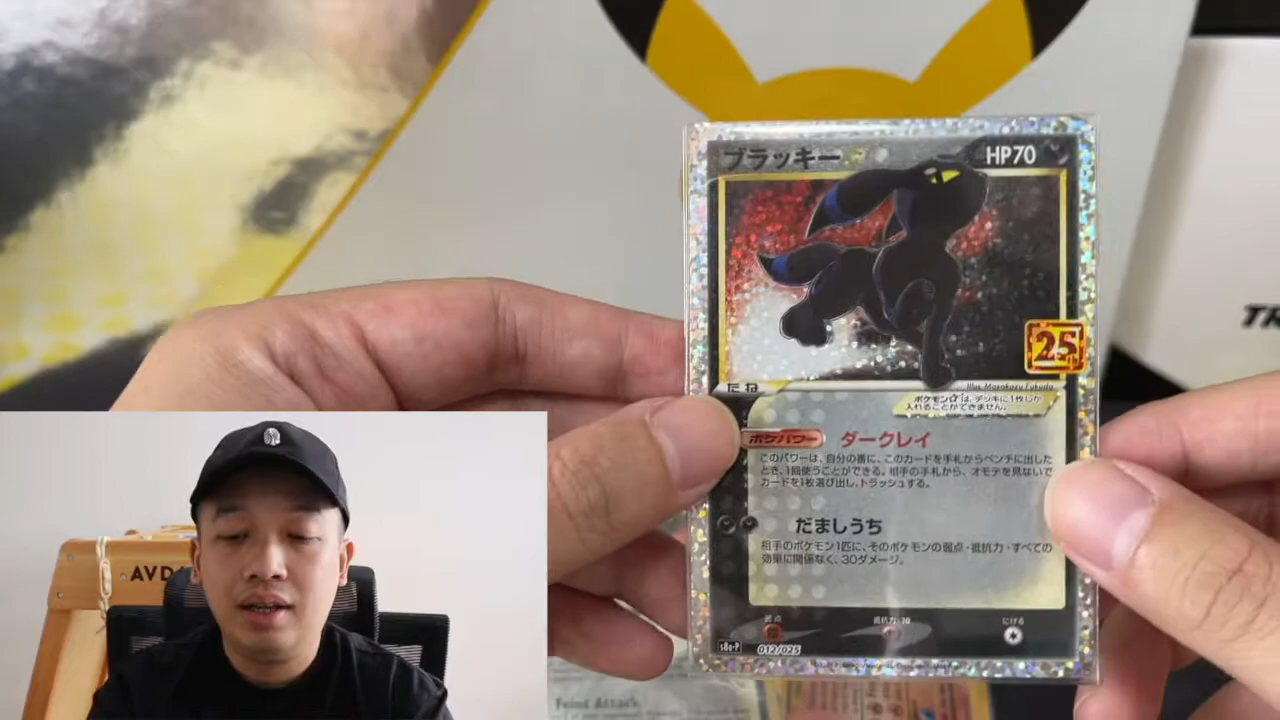 ブラッキー
HP70
25
たね
Illus. Masakazu Fukuda
ポケモン☆は、デッキに1枚しか
入れることができません。
ポケパワー ダークレイ
このパワーは、自分の番に、このカードを手札からベンチに出した
とき、1回使うことができる。相手の手札から、オモテを見ないで
カードを1枚選び出し、トラッシュする。
だましうち
相手のポケモン1匹に、そのポケモンの弱点・抵抗力・すべての
効果に関係なく、30ダメージ。
弱点
抵抗力 -30
にげる
s8a-P
012/025
Feint Attack
TR
AVD